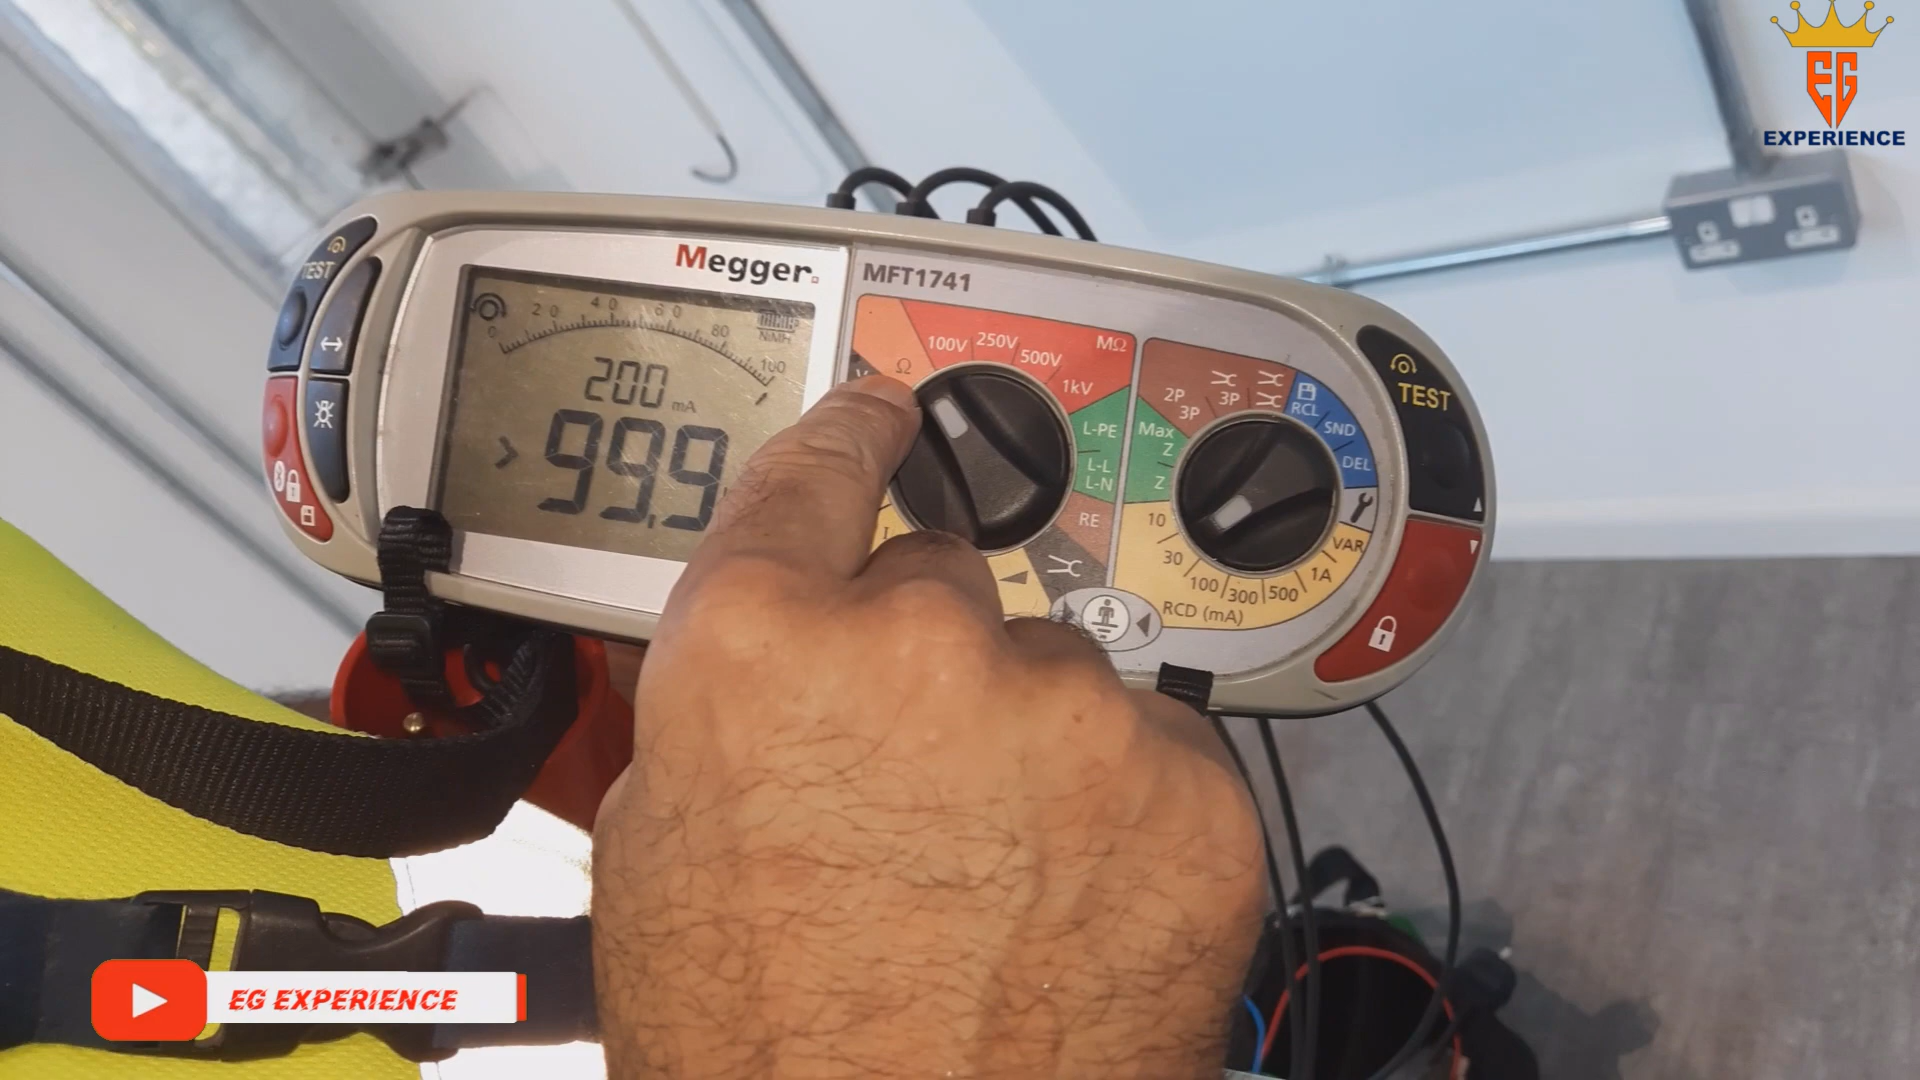 EG
EXPERIENCE
Megger.
MFT1741
TEST
0 20 40 60 80 100
NiMH
200 mA
> 99.9
V
Ω
100V
250V
500V
MΩ
1kV
L-PE
L-L
L-N
RE
I
2P
3P
3P
RCL
SND
DEL
VAR
1A
500
300
100
30
10
Z
Max
Z
RCD (mA)
TEST
EG EXPERIENCE